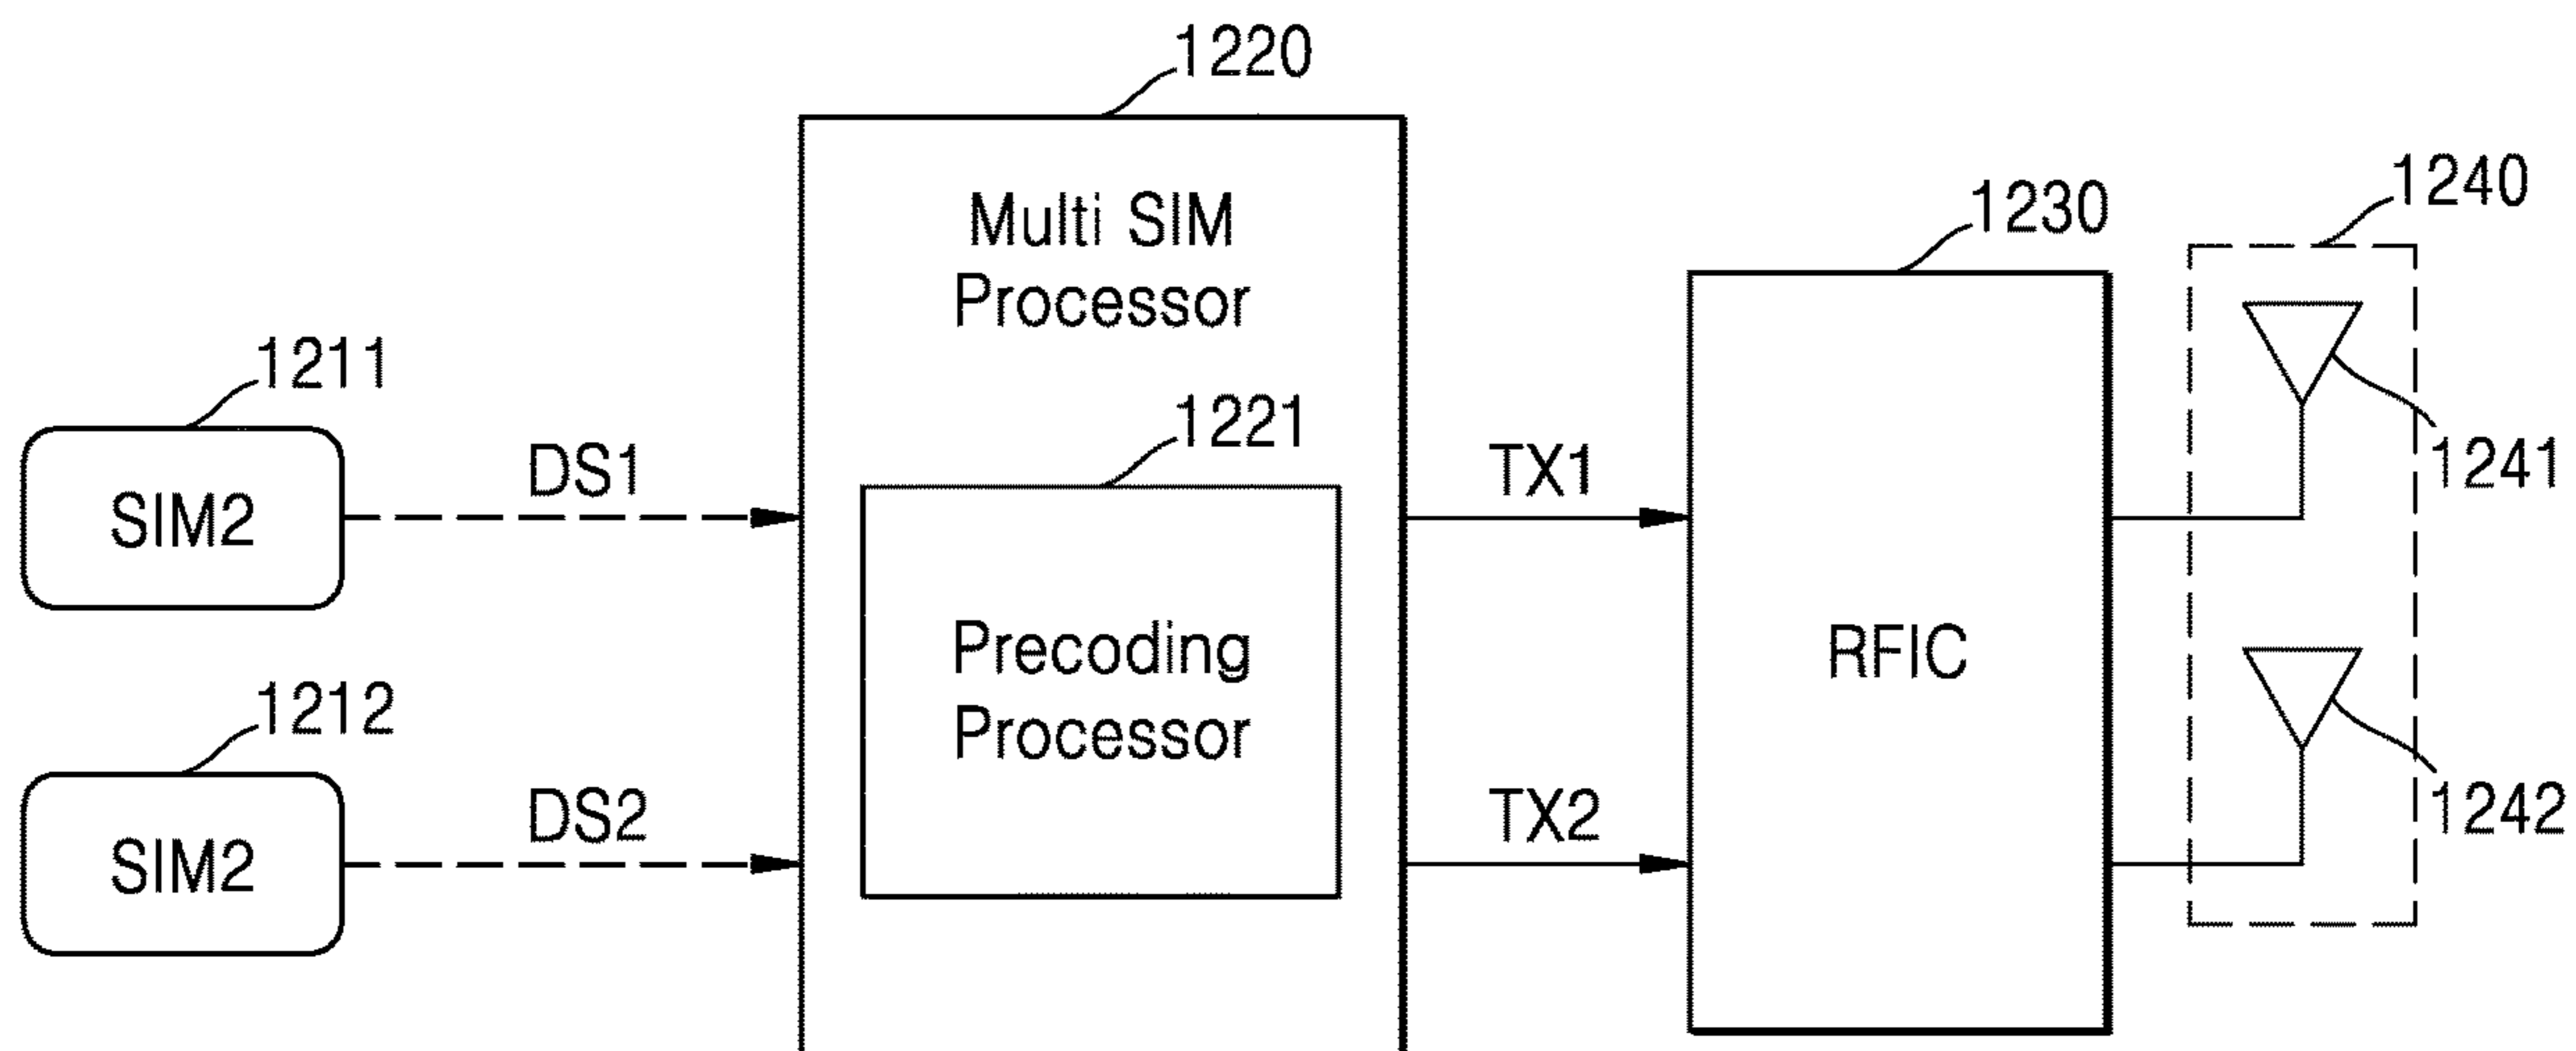 1220
Multi SIM
Processor
1240
1230
1211
1221
DS1
TX1
1241
SIM2
Precoding
Processor
RFIC
1212
DS2
TX2
1242
SIM2